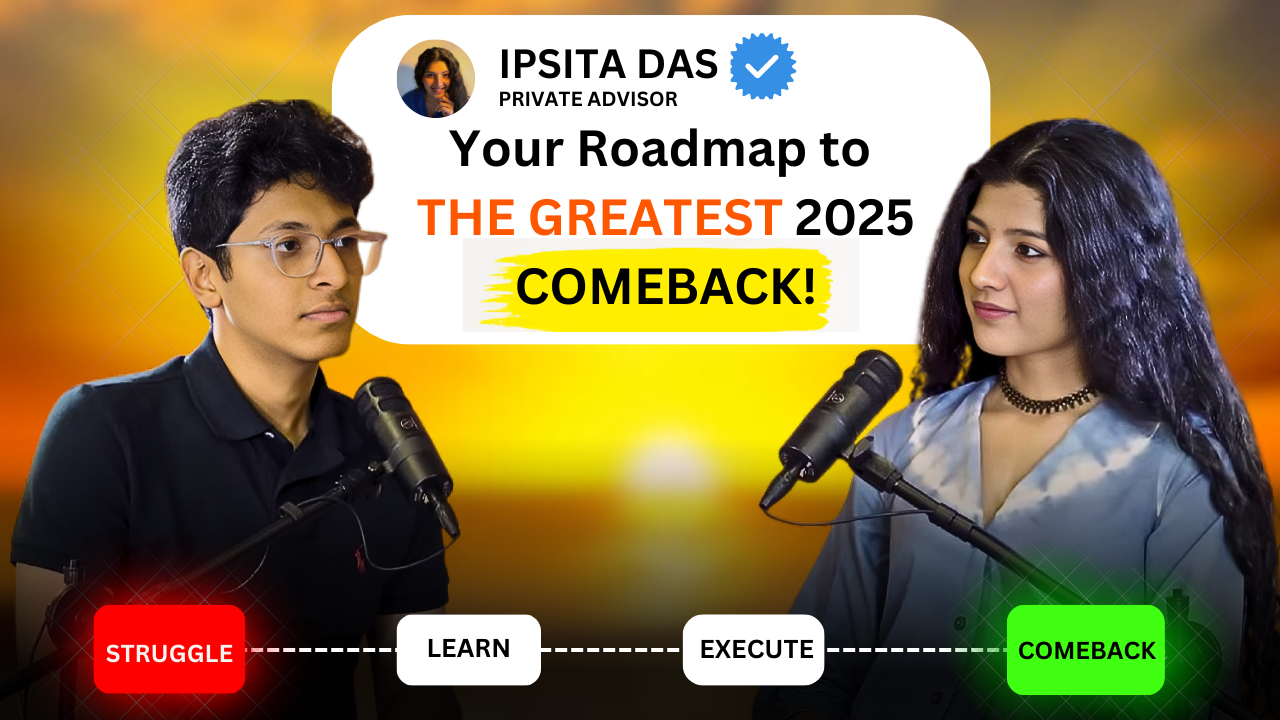 IPSITA DAS
PRIVATE ADVISOR
Your Roadmap to
THE GREATEST 2025
COMEBACK!
STRUGGLE
LEARN
EXECUTE
COMEBACK